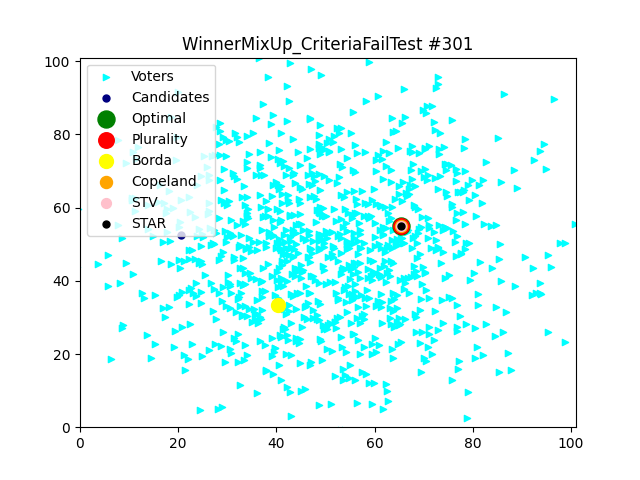 WinnerMixUp_CriteriaFailTest #301
100
80
60
40
20
0
Voters
Candidates
Optimal
Plurality
Borda
Copeland
STV
STAR
0 20 40 60 80 100